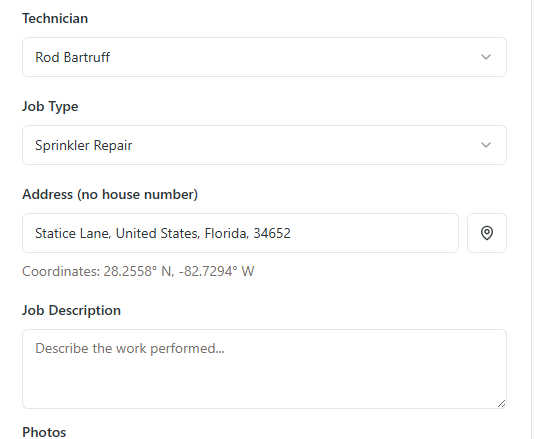 Technician
Rod Bartruff
Job Type
Sprinkler Repair
Address (no house number)
Statice Lane, United States, Florida, 34652
Coordinates: 28.2558° N, -82.7294° W
Job Description
Describe the work performed...
Photos